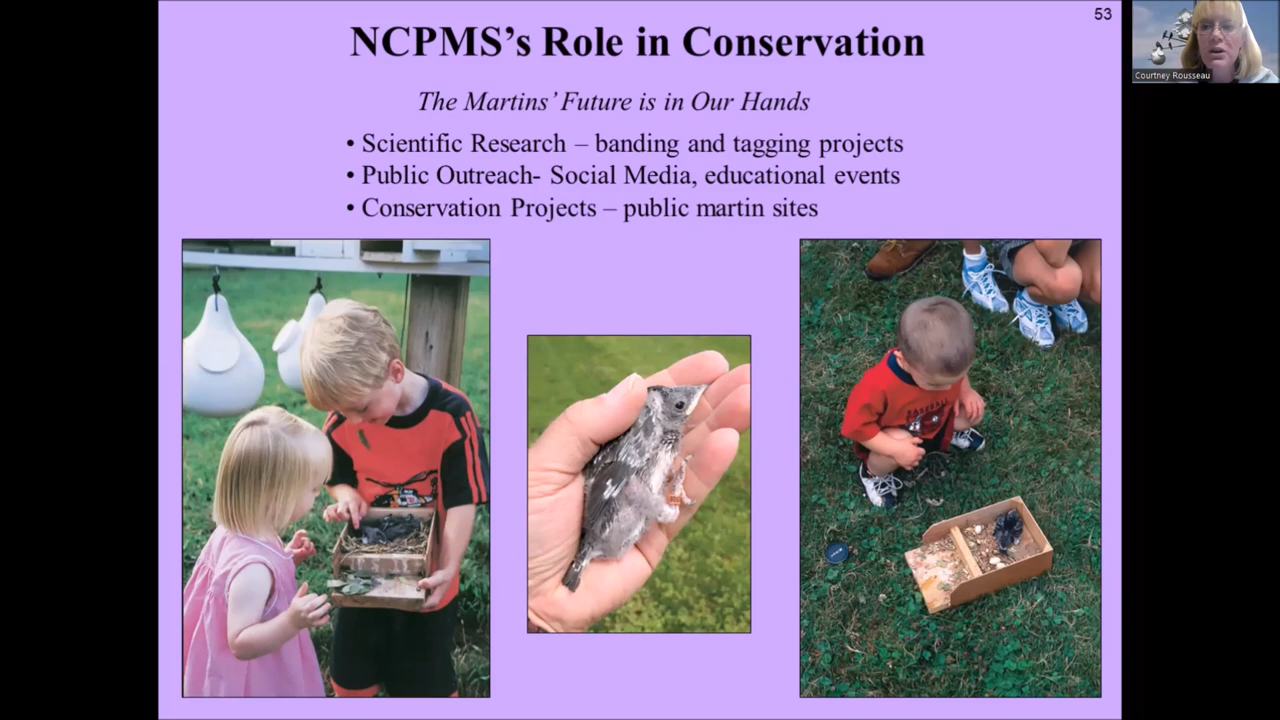 53
NCPMS’s Role in Conservation
The Martins’ Future is in Our Hands
• Scientific Research – banding and tagging projects
• Public Outreach- Social Media, educational events
• Conservation Projects – public martin sites
Courtney Rousseau
BASEBALL